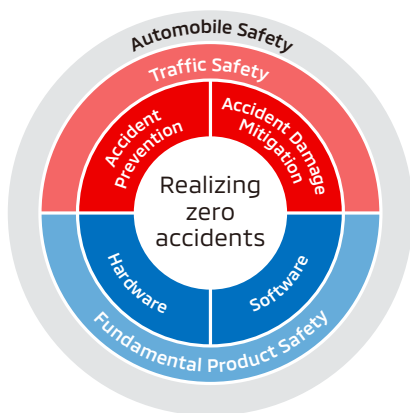 Automobile Safety
Traffic Safety
Accident
Prevention
Accident Damage
Mitigation
Realizing
zero
accidents
Hardware
Software
Fundamental Product Safety